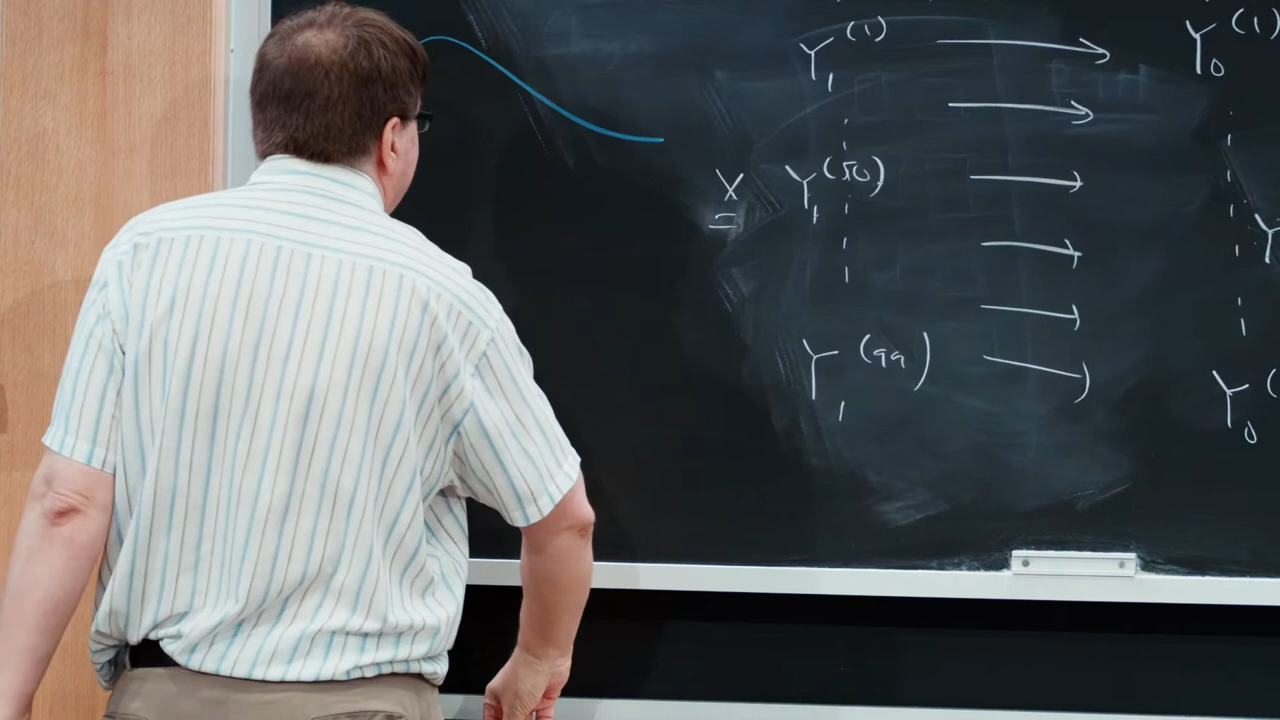 Y₁⁽¹⁾ → Y₀⁽¹⁾
→
X = Y₁⁽⁵⁰⁾ →
→ Y
→
Y₁⁽⁹⁹⁾ → Y₀⁽